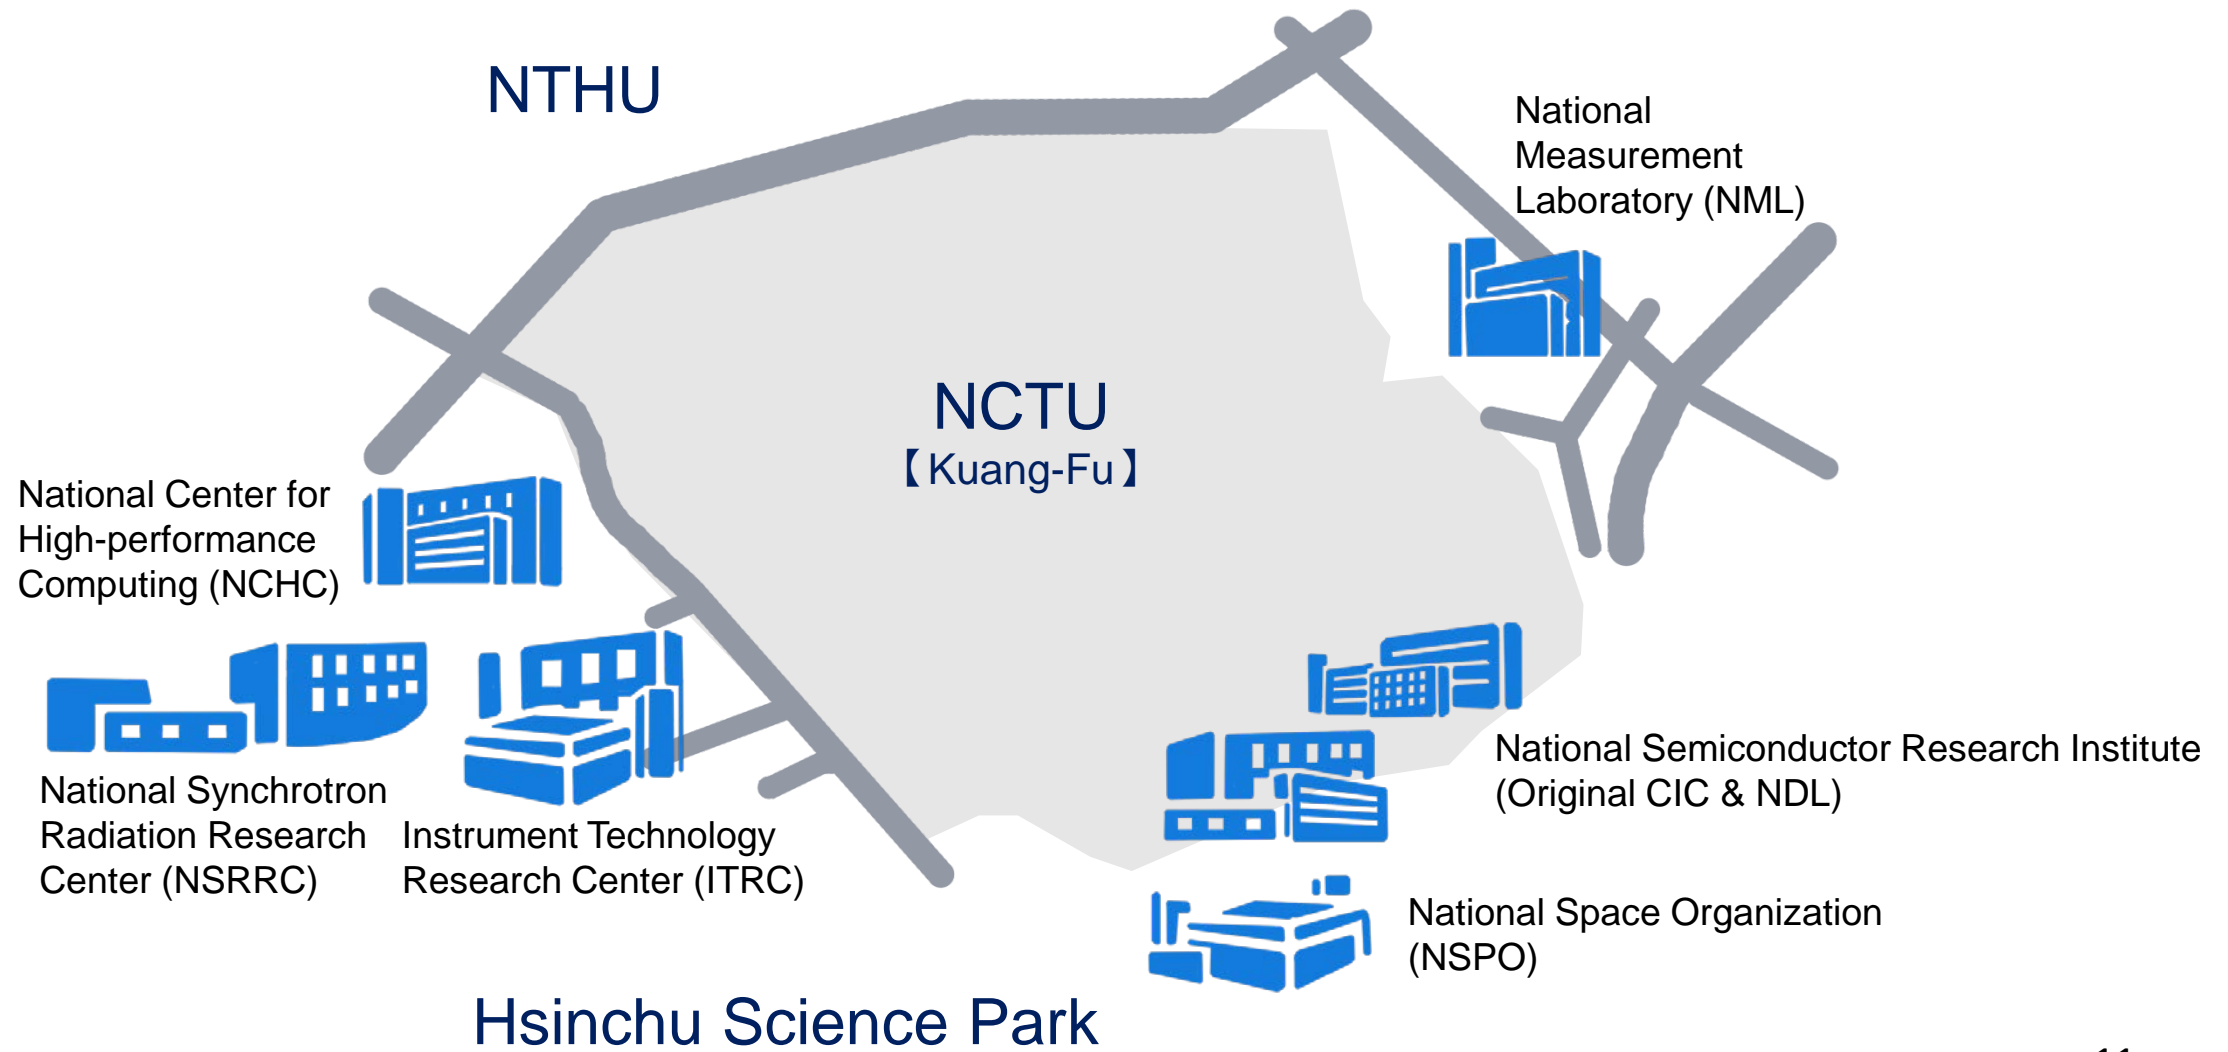 NTHU
National
Measurement
Laboratory (NML)
NCTU
【Kuang-Fu】
National Center for
High-performance
Computing (NCHC)
National Synchrotron
Radiation Research
Center (NSRRC)
Instrument Technology
Research Center (ITRC)
National Semiconductor Research Institute
(Original CIC & NDL)
National Space Organization
(NSPO)
Hsinchu Science Park